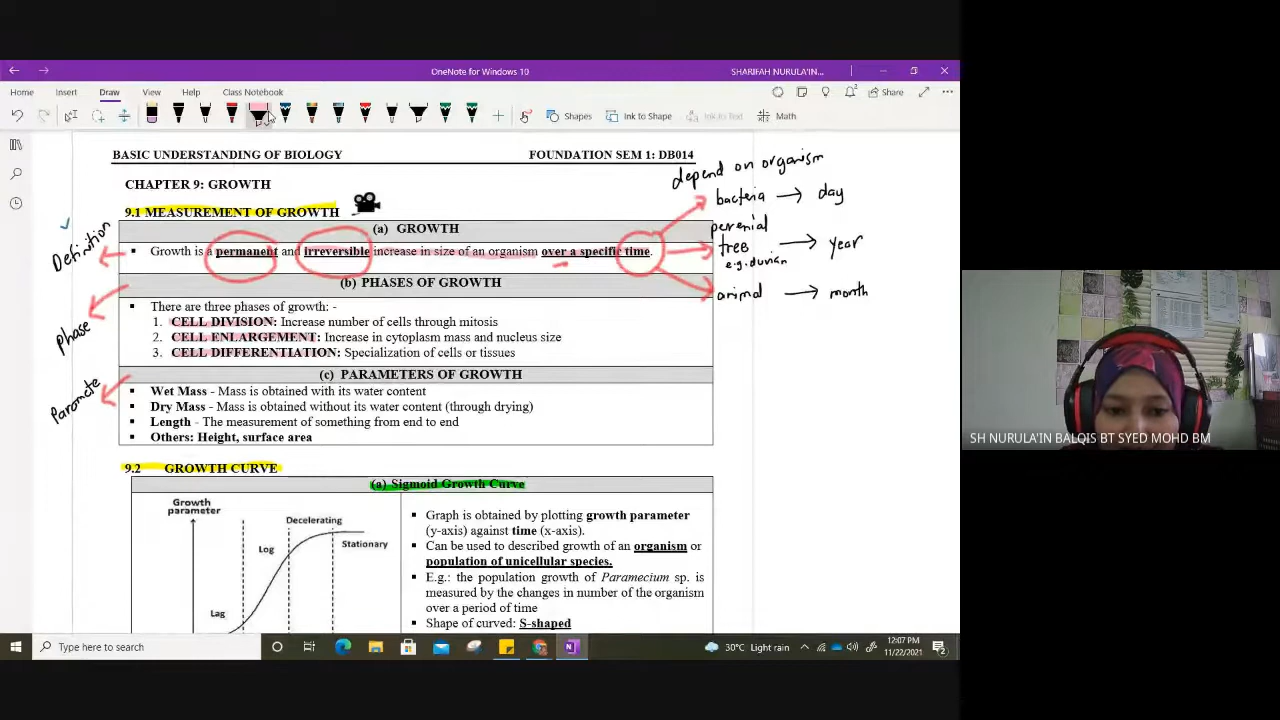 OneNote for Windows 10
SHARIFAH NURULA'IN...
Home Insert Draw View Help Class Notebook
Share
Shapes Ink to Shape Ink to Text Math
BASIC UNDERSTANDING OF BIOLOGY FOUNDATION SEM 1: DB014
depend on organism
CHAPTER 9: GROWTH
bacteria → day
9.1 MEASUREMENT OF GROWTH
perenial
(a) GROWTH
Definition
▪ Growth is a permanent and irreversible increase in size of an organism over a specific time.
trees → year
e.g. durian
(b) PHASES OF GROWTH
animal → month
Phase
▪ There are three phases of growth: -
1. CELL DIVISION: Increase number of cells through mitosis
2. CELL ENLARGEMENT: Increase in cytoplasm mass and nucleus size
3. CELL DIFFERENTIATION: Specialization of cells or tissues
(c) PARAMETERS OF GROWTH
Paramete
▪ Wet Mass - Mass is obtained with its water content
▪ Dry Mass - Mass is obtained without its water content (through drying)
▪ Length - The measurement of something from end to end
▪ Others: Height, surface area
9.2 GROWTH CURVE
(a) Sigmoid Growth Curve
Growth
parameter
Decelerating
Log
Stationary
Lag
▪ Graph is obtained by plotting growth parameter
(y-axis) against time (x-axis).
▪ Can be used to described growth of an organism or
population of unicellular species.
▪ E.g.: the population growth of Paramecium sp. is
measured by the changes in number of the organism
over a period of time
▪ Shape of curved: S-shaped
SH NURULA'IN BALQIS BT SYED MOHD BM
Type here to search
30°C Light rain
12:07 PM
11/22/2021
2